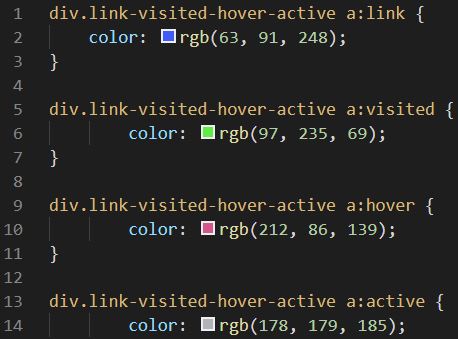 1 div.link-visited-hover-active a:link {
2     color: rgb(63, 91, 248);
3 }
4
5 div.link-visited-hover-active a:visited {
6         color: rgb(97, 235, 69);
7 }
8
9 div.link-visited-hover-active a:hover {
10         color: rgb(212, 86, 139);
11 }
12
13 div.link-visited-hover-active a:active {
14         color: rgb(178, 179, 185);